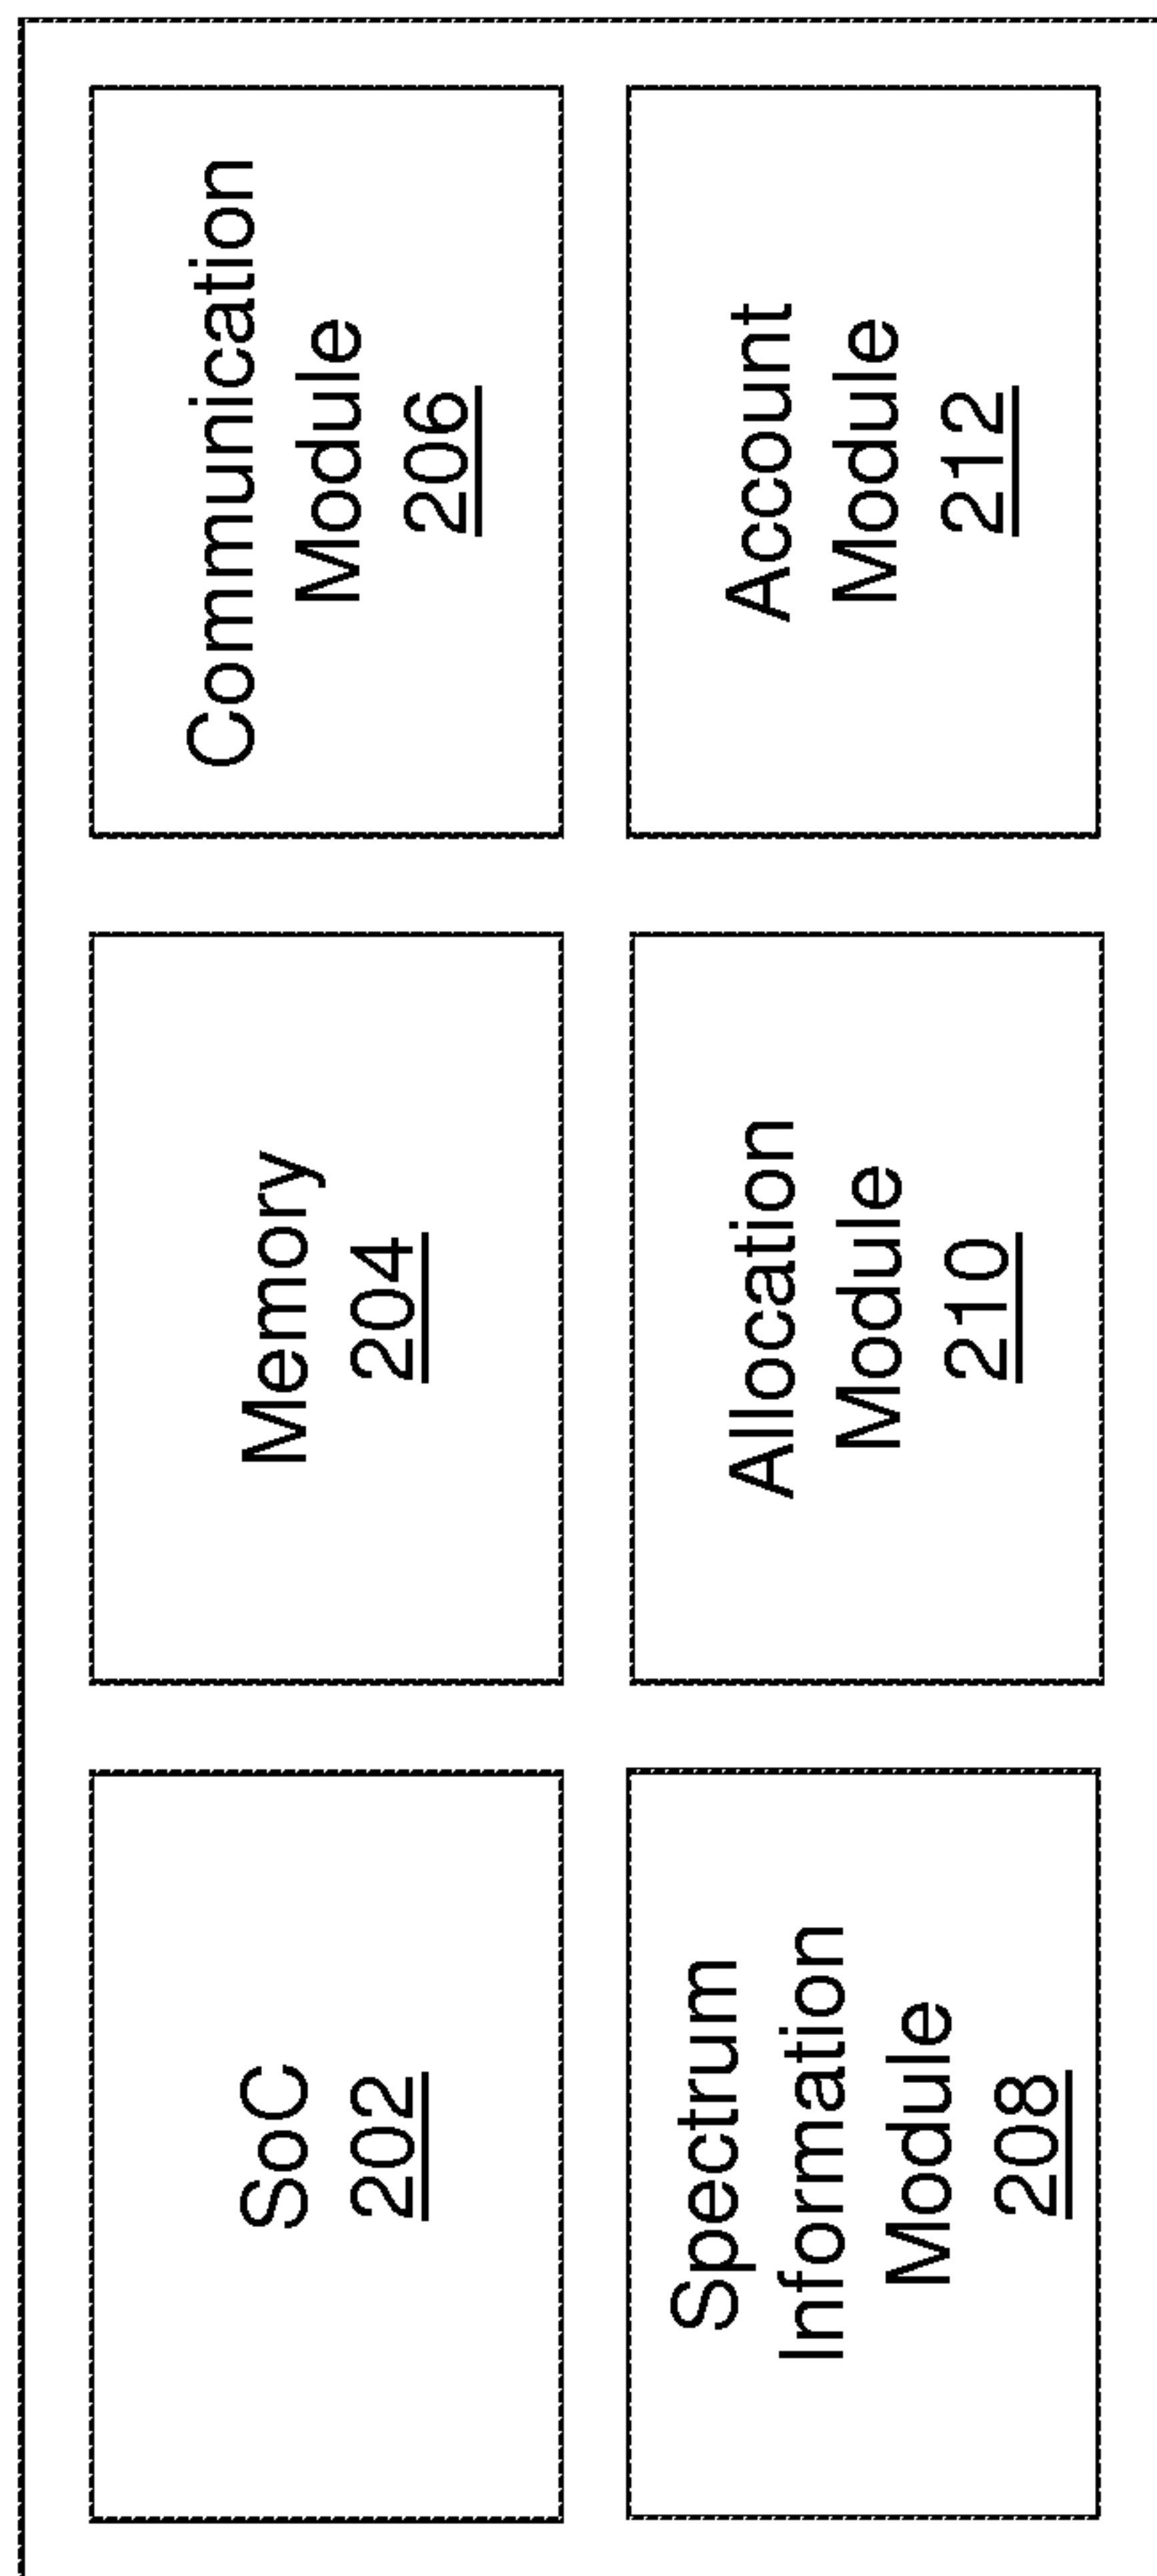 SoC
202
Memory
204
Communication
Module
206
Spectrum
Information
Module
208
Allocation
Module
210
Account
Module
212